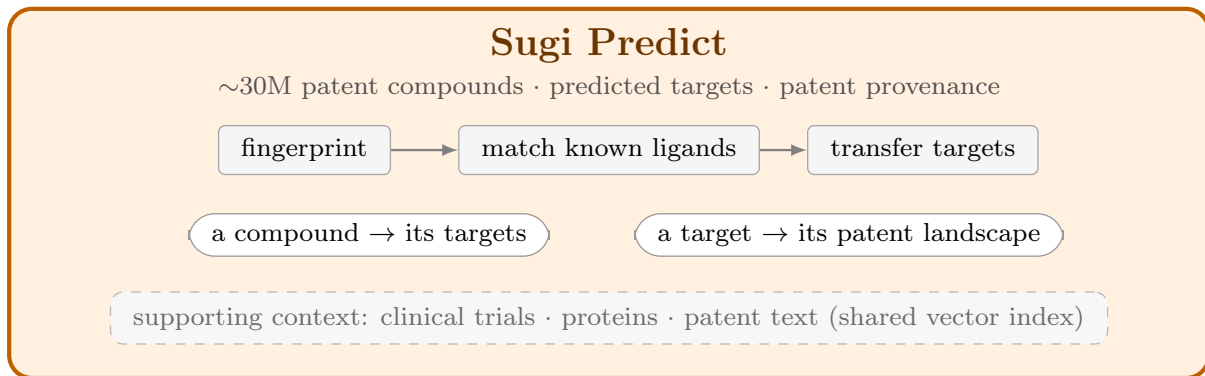 Sugi Predict
~30M patent compounds · predicted targets · patent provenance
fingerprint
match known ligands
transfer targets
a compound → its targets
a target → its patent landscape
supporting context: clinical trials · proteins · patent text (shared vector index)